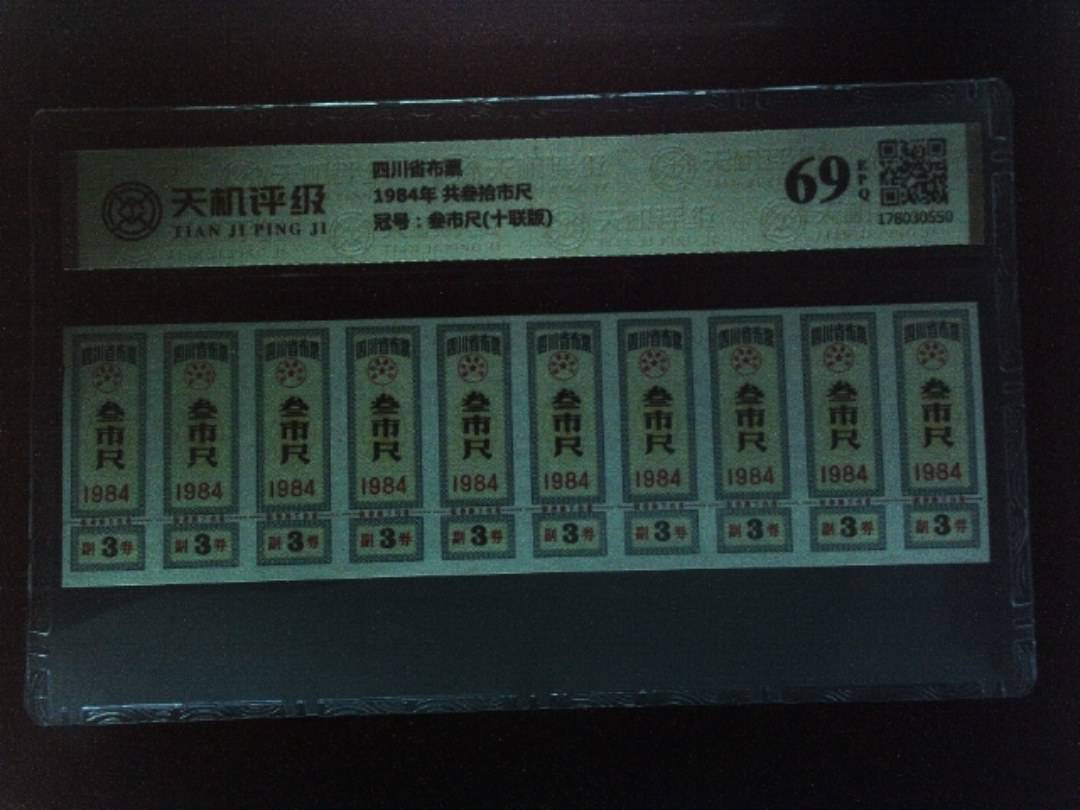 天机评级
TIAN JI PING JI
四川省布票
1984年 共叁拾市尺
冠号：叁市尺(十联版)
69
EPQ
176030550
四川省布票 四川省布票 四川省布票 四川省布票 四川省布票 四川省布票 四川省布票 四川省布票 四川省布票 四川省布票
叁市尺 叁市尺 叁市尺 叁市尺 叁市尺 叁市尺 叁市尺 叁市尺 叁市尺 叁市尺
1984 1984 1984 1984 1984 1984 1984 1984 1984 1984
副3券 副3券 副3券 副3券 副3券 副3券 副3券 副3券 副3券 副3券